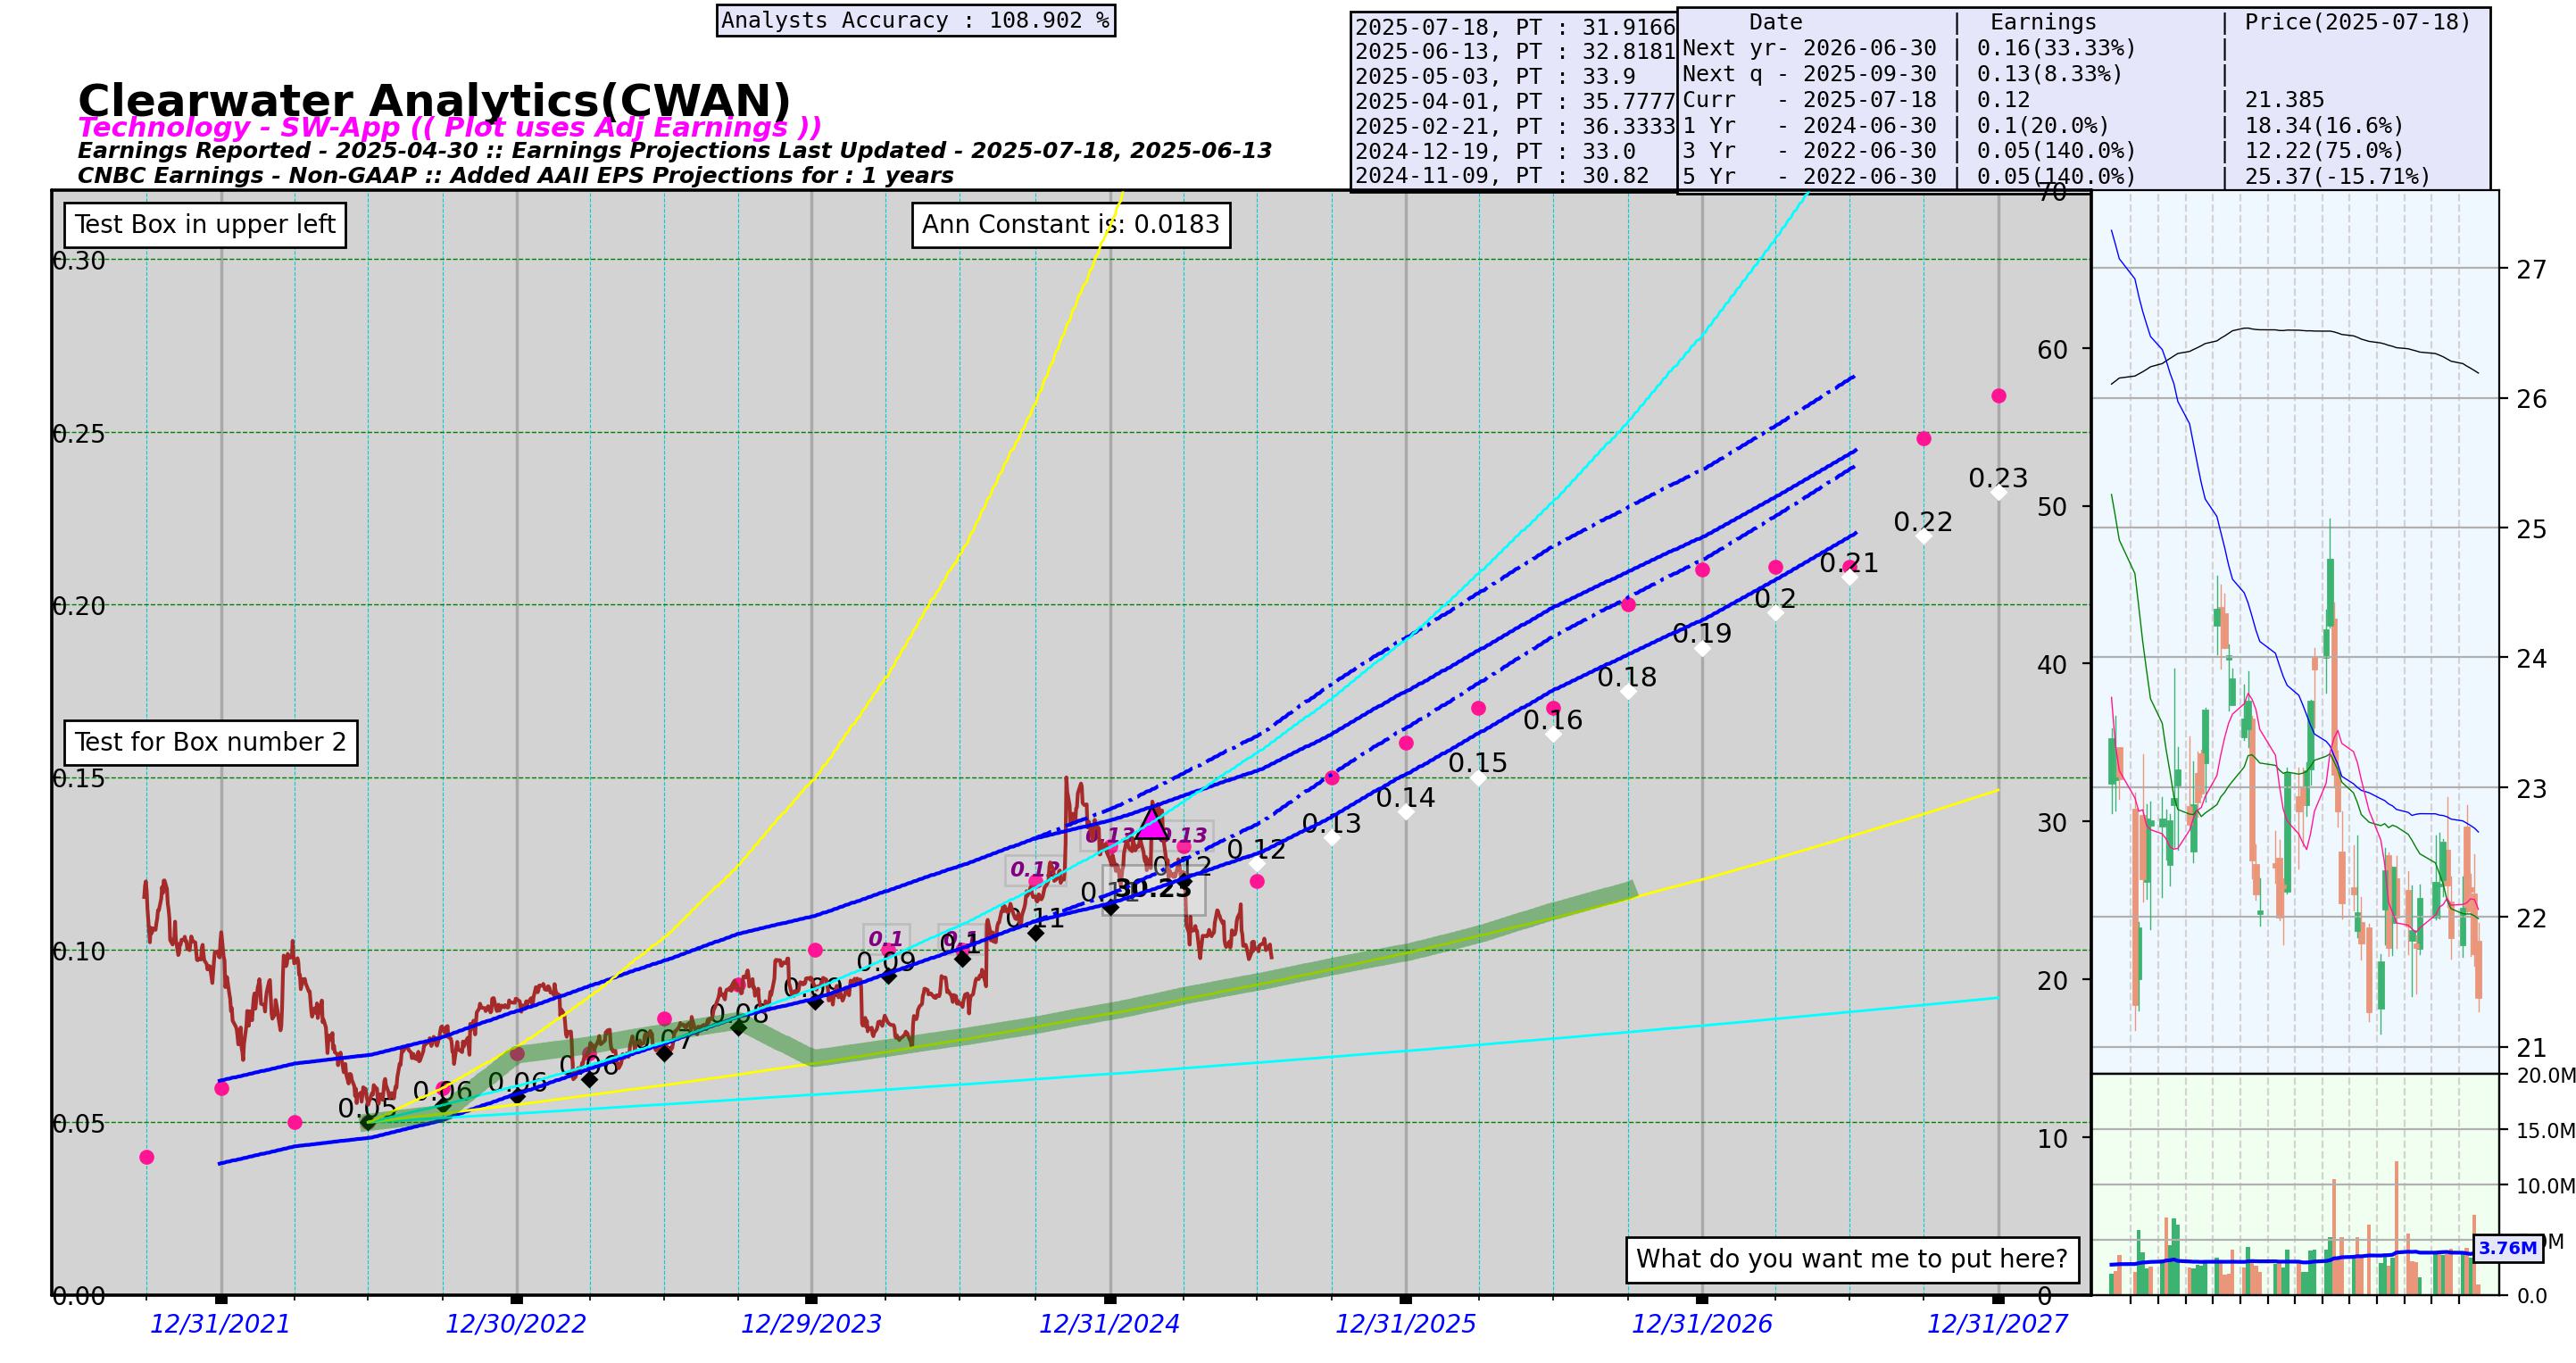 Analysts Accuracy : 108.902 %
2025-07-18, PT : 31.9166
2025-06-13, PT : 32.8181
2025-05-03, PT : 33.9
2025-04-01, PT : 35.7777
2025-02-21, PT : 36.3333
2024-12-19, PT : 33.0
2024-11-09, PT : 30.82
Date | Earnings | Price(2025-07-18)
Next yr- 2026-06-30 | 0.16(33.33%) |
Next q - 2025-09-30 | 0.13(8.33%) |
Curr - 2025-07-18 | 0.12 | 21.385
1 Yr - 2024-06-30 | 0.1(20.0%) | 18.34(16.6%)
3 Yr - 2022-06-30 | 0.05(140.0%) | 12.22(75.0%)
5 Yr - 2022-06-30 | 0.05(140.0%) | 25.37(-15.71%)
Clearwater Analytics(CWAN)
Technology - SW-App (( Plot uses Adj Earnings ))
Earnings Reported - 2025-04-30 :: Earnings Projections Last Updated - 2025-07-18, 2025-06-13
CNBC Earnings - Non-GAAP :: Added AAII EPS Projections for : 1 years
Test Box in upper left
Ann Constant is: 0.0183
Test for Box number 2
What do you want me to put here?
0.30
0.25
0.20
0.15
0.10
0.05
0.00
0.05
0.06
0.06
0.06
0.07
0.08
0.09
0.09
0.1
0.11
0.12
0.12
0.13
0.14
0.15
0.16
0.18
0.19
0.2
0.21
0.22
0.23
0.1
0.1
0.12
0.13
0.13
30.23
70
60
50
40
30
20
10
0
27
26
25
24
23
22
21
20.0M
15.0M
10.0M
3.76M
0.0
12/31/2021
12/30/2022
12/29/2023
12/31/2024
12/31/2025
12/31/2026
12/31/2027